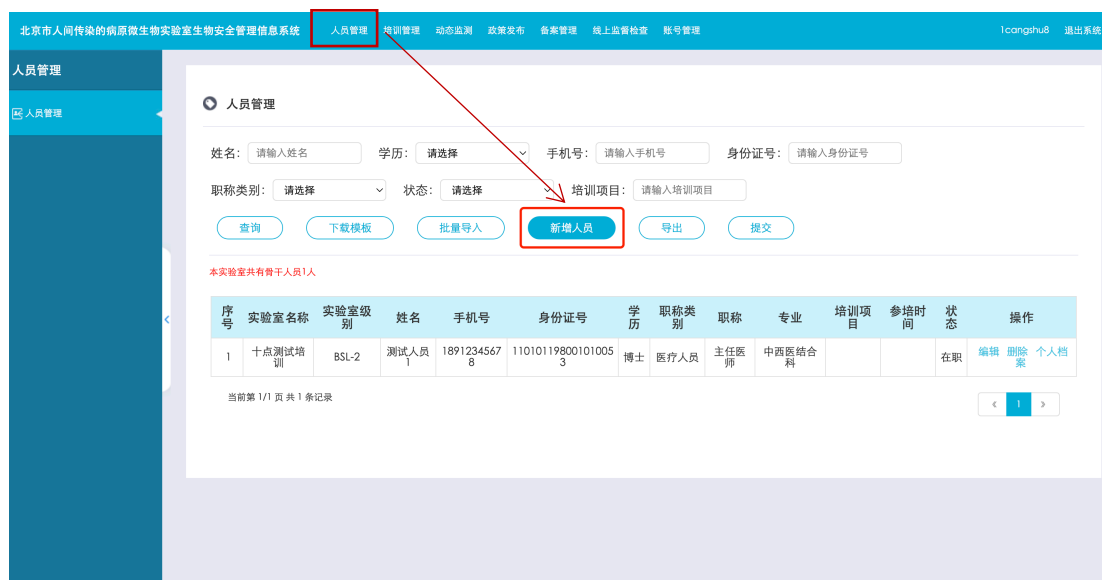 北京市人间传染的病原微生物实验室生物安全管理信息系统 人员管理 培训管理 动态监测 政策发布 备案管理 线上监督检查 账号管理 1cangshu8 退出系统
人员管理
人员管理
人员管理
姓名: 请输入姓名 学历: 请选择 手机号: 请输入手机号 身份证号: 请输入身份证号
职称类别: 请选择 状态: 请选择 培训项目: 请输入培训项目
查询 下载模板 批量导入 新增人员 导出 提交
本实验室共有骨干人员1人
序号 实验室名称 实验室级别 姓名 手机号 身份证号 学历 职称类别 职称 专业 培训项目 参培时间 状态 操作
1 十点测试培训 BSL-2 测试人员1 18912345678 110101198001010053 博士 医疗人员 主任医师 中西医结合科 在职 编辑 删除 个人档案
当前第 1/1 页 共 1 条记录
« 1 »